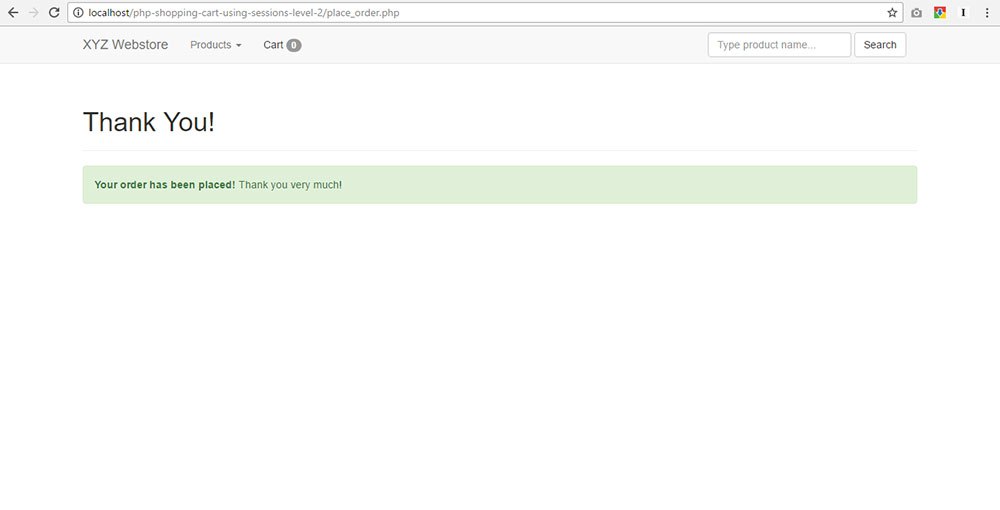 localhost/php-shopping-cart-using-sessions-level-2/place_order.php
XYZ Webstore Products Cart 0 Type product name... Search
Thank You!
Your order has been placed! Thank you very much!